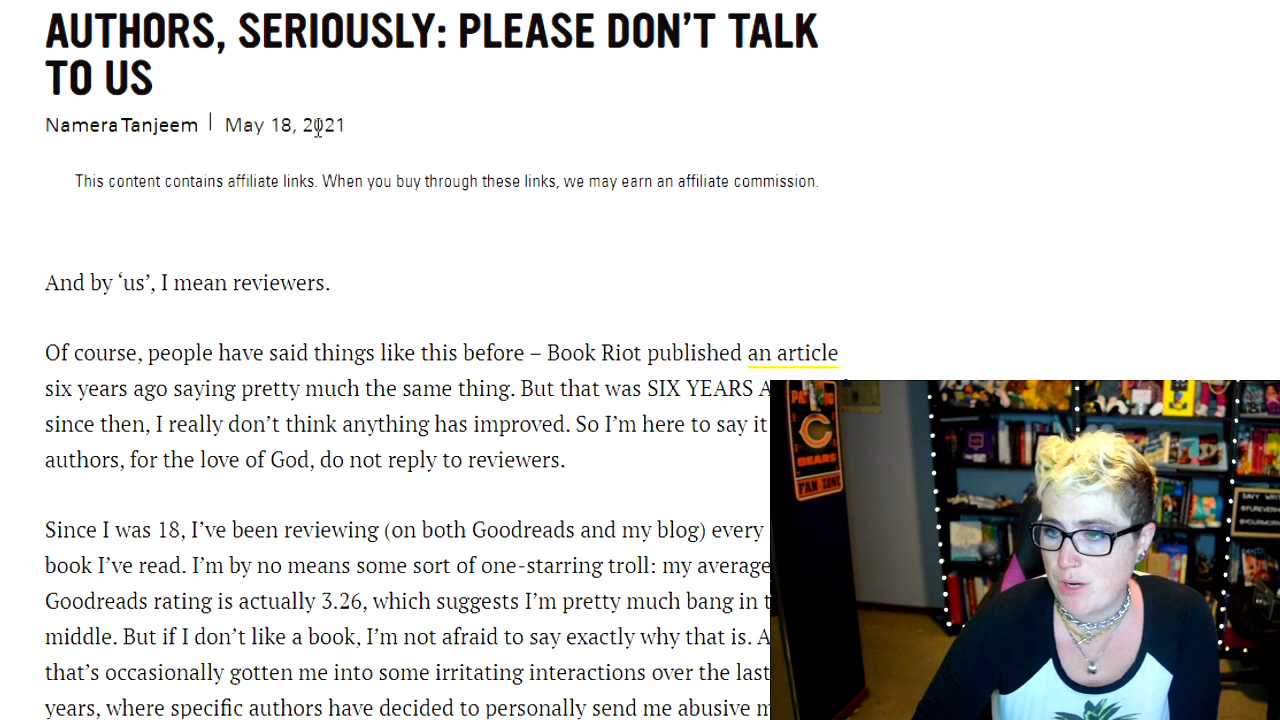 AUTHORS, SERIOUSLY: PLEASE DON'T TALK
TO US
Namera Tanjeem | May 18, 2021
This content contains affiliate links. When you buy through these links, we may earn an affiliate commission.
And by ‘us’, I mean reviewers.
Of course, people have said things like this before – Book Riot published an article
six years ago saying pretty much the same thing. But that was SIX YEARS A
since then, I really don’t think anything has improved. So I’m here to say it
authors, for the love of God, do not reply to reviewers.
Since I was 18, I’ve been reviewing (on both Goodreads and my blog) every
book I’ve read. I’m by no means some sort of one-starring troll: my average
Goodreads rating is actually 3.26, which suggests I’m pretty much bang in t
middle. But if I don’t like a book, I’m not afraid to say exactly why that is. A
that’s occasionally gotten me into some irritating interactions over the last
years, where specific authors have decided to personally send me abusive m
BEARS
FAN ZONE
SAVY WRI